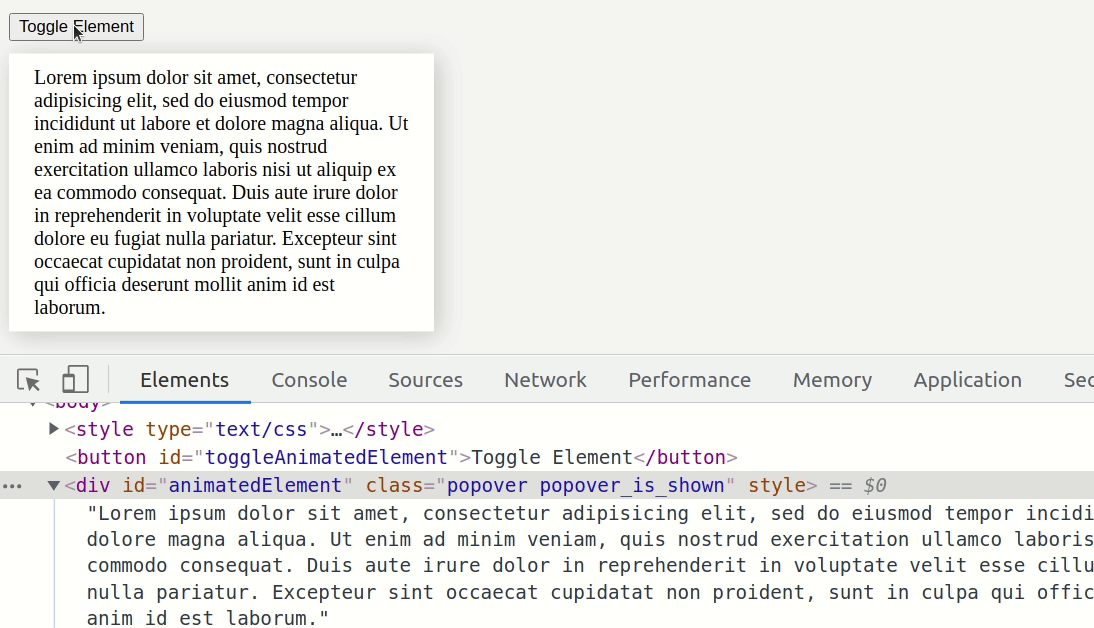 Toggle Element
Lorem ipsum dolor sit amet, consectetur
adipisicing elit, sed do eiusmod tempor
incididunt ut labore et dolore magna aliqua. Ut
enim ad minim veniam, quis nostrud
exercitation ullamco laboris nisi ut aliquip ex
ea commodo consequat. Duis aute irure dolor
in reprehenderit in voluptate velit esse cillum
dolore eu fugiat nulla pariatur. Excepteur sint
occaecat cupidatat non proident, sunt in culpa
qui officia deserunt mollit anim id est
laborum.
Elements Console Sources Network Performance Memory Application Sec
<body>
<style type="text/css">…</style>
<button id="toggleAnimatedElement">Toggle Element</button>
<div id="animatedElement" class="popover popover_is_shown" style> == $0
"Lorem ipsum dolor sit amet, consectetur adipisicing elit, sed do eiusmod tempor incidi
dolore magna aliqua. Ut enim ad minim veniam, quis nostrud exercitation ullamco laboris
commodo consequat. Duis aute irure dolor in reprehenderit in voluptate velit esse cillu
nulla pariatur. Excepteur sint occaecat cupidatat non proident, sunt in culpa qui offic
anim id est laborum."